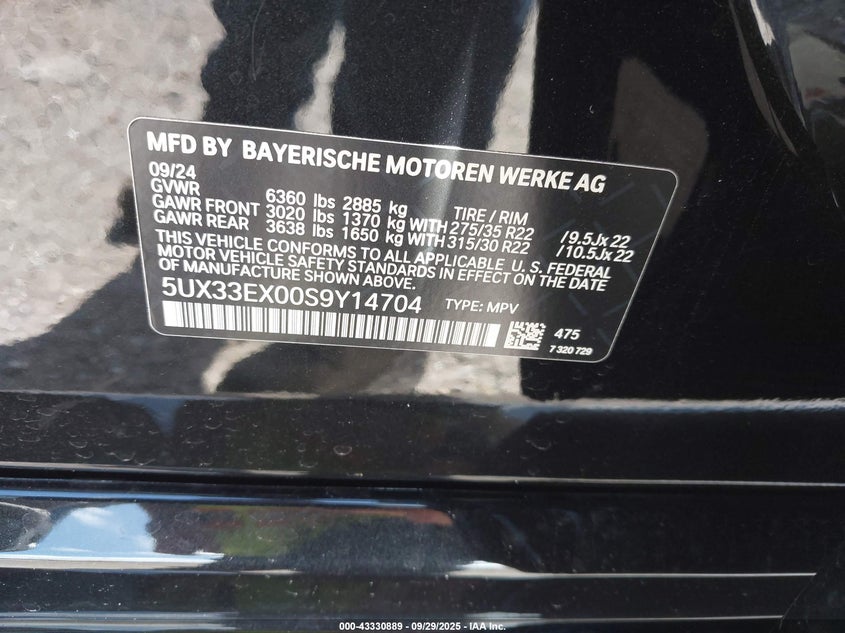 MFD BY BAYERISCHE MOTOREN WERKE AG
09/24
GVWR 6360 lbs 2885 kg TIRE / RIM
GAWR FRONT 3020 lbs 1370 kg WITH 275/35 R22 /9.5Jx22
GAWR REAR 3638 lbs 1650 kg WITH 315/30 R22 /10.5Jx22
THIS VEHICLE CONFORMS TO ALL APPLICABLE U. S. FEDERAL
MOTOR VEHICLE SAFETY STANDARDS IN EFFECT ON THE DATE
OF MANUFACTURE SHOWN ABOVE.
5UX33EX00S9Y14704 TYPE: MPV
475
7 320 729
000-43330889 - 09/29/2025 - IAA Inc.